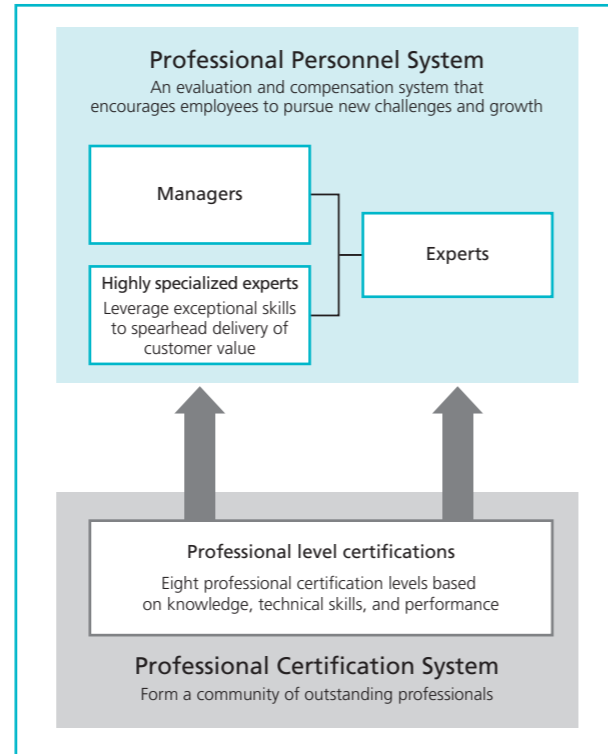 Professional Personnel System
An evaluation and compensation system that
encourages employees to pursue new challenges and growth
Managers
Highly specialized experts
Leverage exceptional skills
to spearhead delivery of
customer value
Experts
Professional level certifications
Eight professional certification levels based
on knowledge, technical skills, and performance
Professional Certification System
Form a community of outstanding professionals